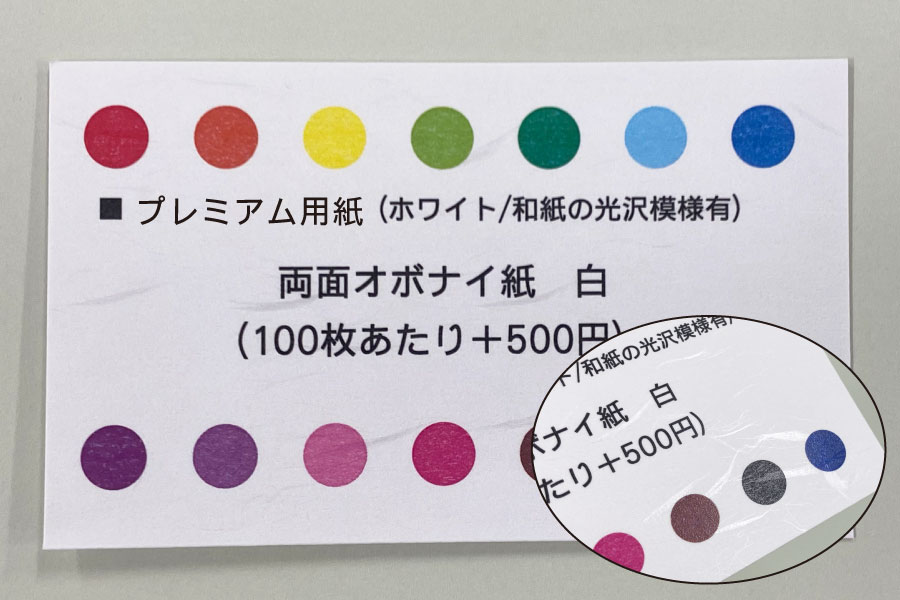 ■ プレミアム用紙（ホワイト/和紙の光沢模様有）
両面オボナイ紙　白
（100枚あたり＋500円）
ト/和紙の光沢模様有）
ボナイ紙　白
たり＋500円）